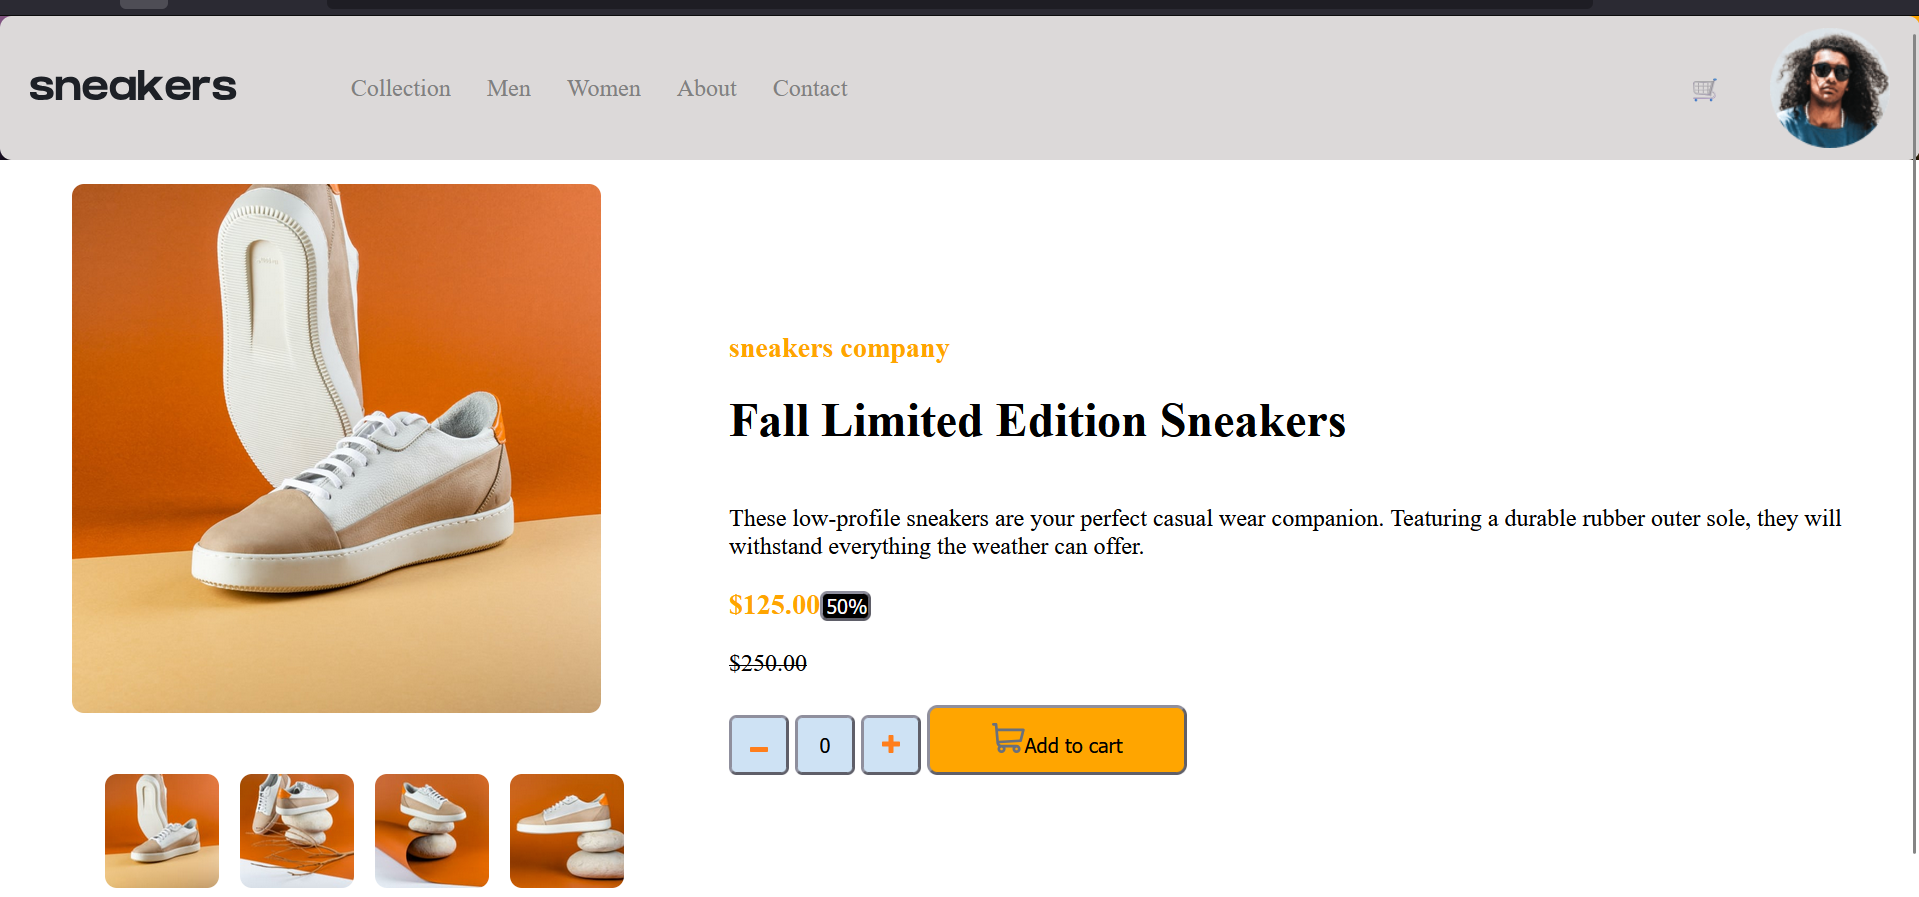 sneakers
Collection Men Women About Contact
sneakers company
Fall Limited Edition Sneakers
These low-profile sneakers are your perfect casual wear companion. Teaturing a durable rubber outer sole, they will
withstand everything the weather can offer.
$125.00 50%
$250.00
– 0 + Add to cart